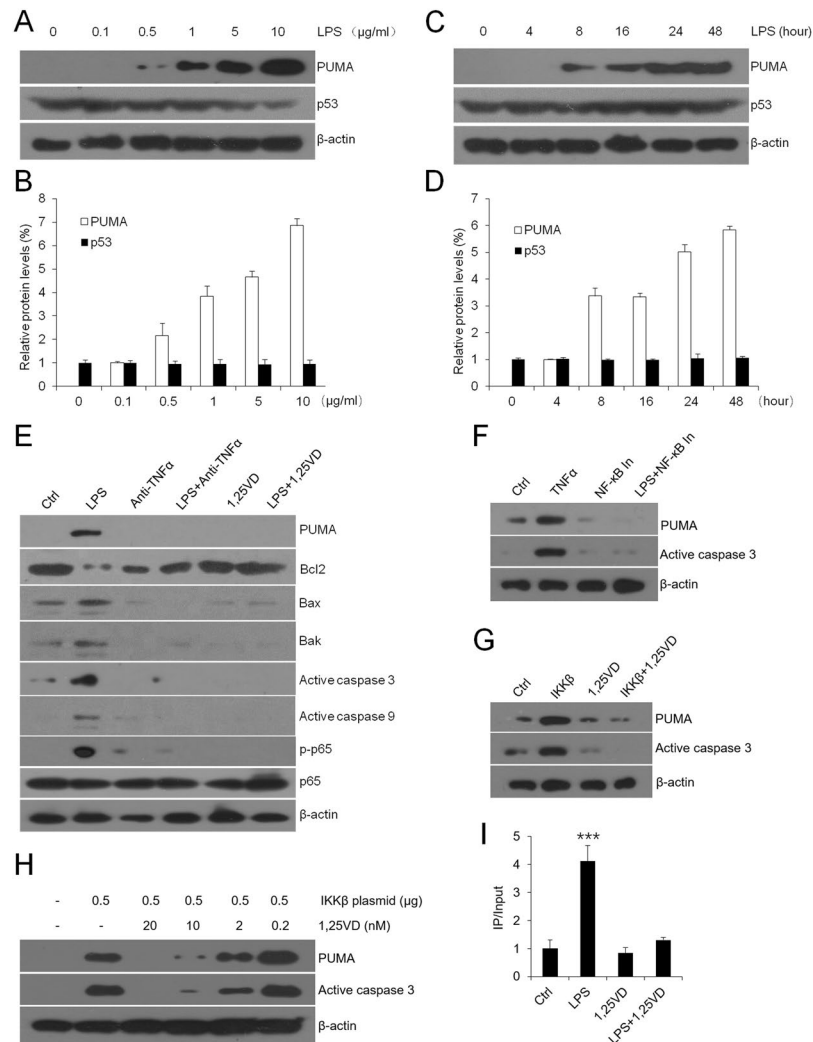 A
0 0.1 0.5 1 5 10 LPS (μg/ml)
PUMA
p53
β-actin
B
Relative protein levels (%)
8
7
6
5
4
3
2
1
0
PUMA
p53
0 0.1 0.5 1 5 10 (μg/ml)
C
0 4 8 16 24 48 LPS (hour)
PUMA
p53
β-actin
D
Relative protein levels (%)
7
6
5
4
3
2
1
0
PUMA
p53
0 4 8 16 24 48 (hour)
E
Ctrl LPS Anti-TNFα LPS+Anti-TNFα 1,25VD LPS+1,25VD
PUMA
Bcl2
Bax
Bak
Active caspase 3
Active caspase 9
p-p65
p65
β-actin
F
Ctrl TNFα NF-κB In LPS+NF-κB In
PUMA
Active caspase 3
β-actin
G
Ctrl IKKβ 1,25VD IKKβ+1,25VD
PUMA
Active caspase 3
β-actin
H
- 0.5 0.5 0.5 0.5 0.5 IKKβ plasmid (μg)
- - 20 10 2 0.2 1,25VD (nM)
PUMA
Active caspase 3
β-actin
I
IP/Input
5
4
3
2
1
0
***
Ctrl LPS 1,25VD LPS+1,25VD